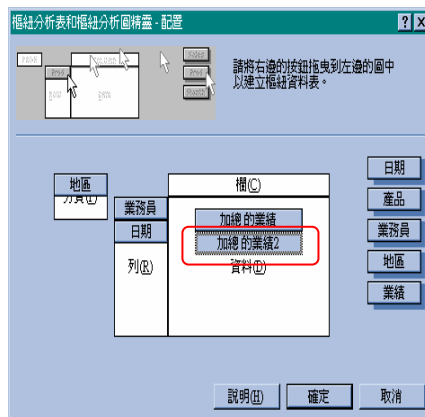 樞紐分析表和樞紐分析圖精靈 - 配置
請將右邊的按鈕拖曳到左邊的圖中
以建立樞紐資料表。
地區
分頁(P)
業務員
日期
列(R)
欄(C)
加總 的業績
加總 的業績2
資料(D)
日期
產品
業務員
地區
業績
說明(H)
確定
取消